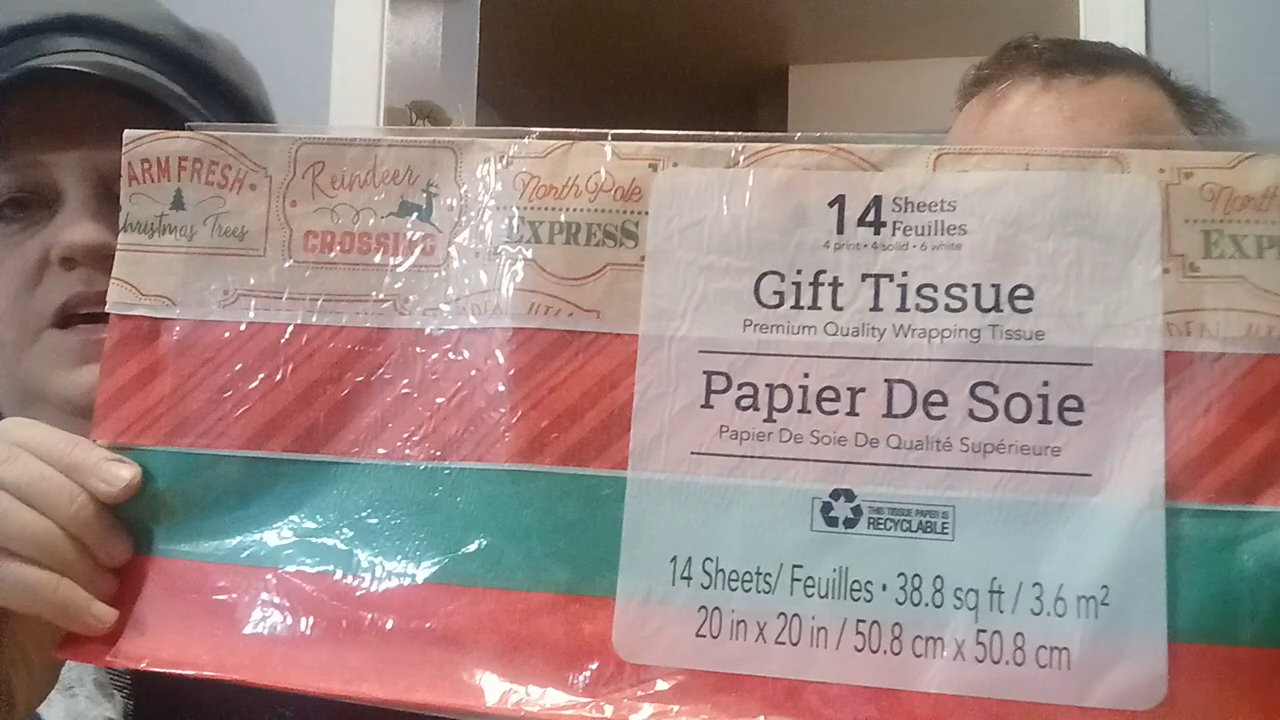 ARM FRESH
Christmas Trees
Reindeer
CROSSING
North Pole
EXPRESS
14 Sheets
Feuilles
4 print • 4 solid • 6 white
Gift Tissue
Premium Quality Wrapping Tissue
Papier De Soie
Papier De Soie De Qualité Supérieure
THIS TISSUE PAPER IS
RECYCLABLE
14 Sheets/ Feuilles • 38.8 sq ft / 3.6 m²
20 in x 20 in / 50.8 cm x 50.8 cm
North
EXP